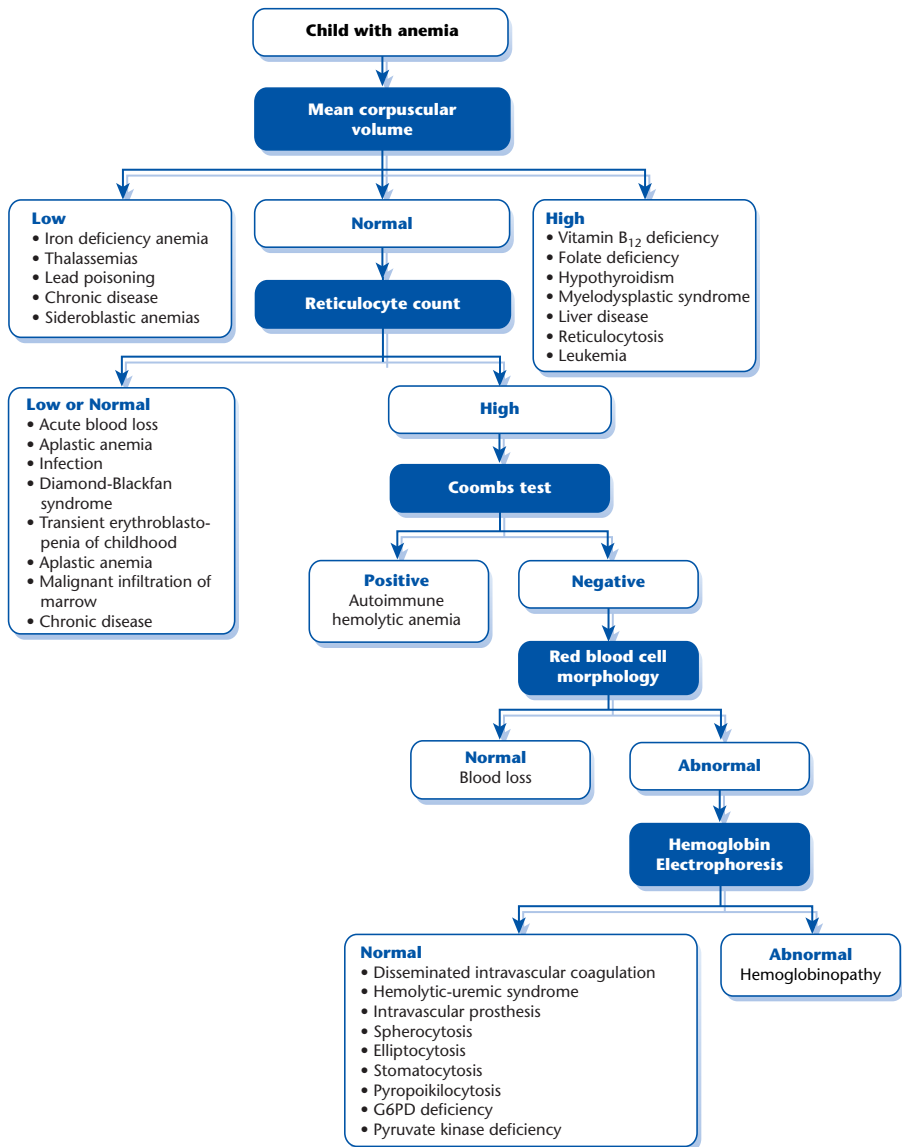 Child with anemia
Mean corpuscular
volume
Low
• Iron deficiency anemia
• Thalassemias
• Lead poisoning
• Chronic disease
• Sideroblastic anemias
Normal
High
• Vitamin B12 deficiency
• Folate deficiency
• Hypothyroidism
• Myelodysplastic syndrome
• Liver disease
• Reticulocytosis
• Leukemia
Reticulocyte count
Low or Normal
• Acute blood loss
• Aplastic anemia
• Infection
• Diamond-Blackfan
syndrome
• Transient erythroblasto-
penia of childhood
• Aplastic anemia
• Malignant infiltration of
marrow
• Chronic disease
High
Coombs test
Positive
Autoimmune
hemolytic anemia
Negative
Red blood cell
morphology
Normal
Blood loss
Abnormal
Hemoglobin
Electrophoresis
Normal
• Disseminated intravascular coagulation
• Hemolytic-uremic syndrome
• Intravascular prosthesis
• Spherocytosis
• Elliptocytosis
• Stomatocytosis
• Pyropoikilocytosis
• G6PD deficiency
• Pyruvate kinase deficiency
Abnormal
Hemoglobinopathy